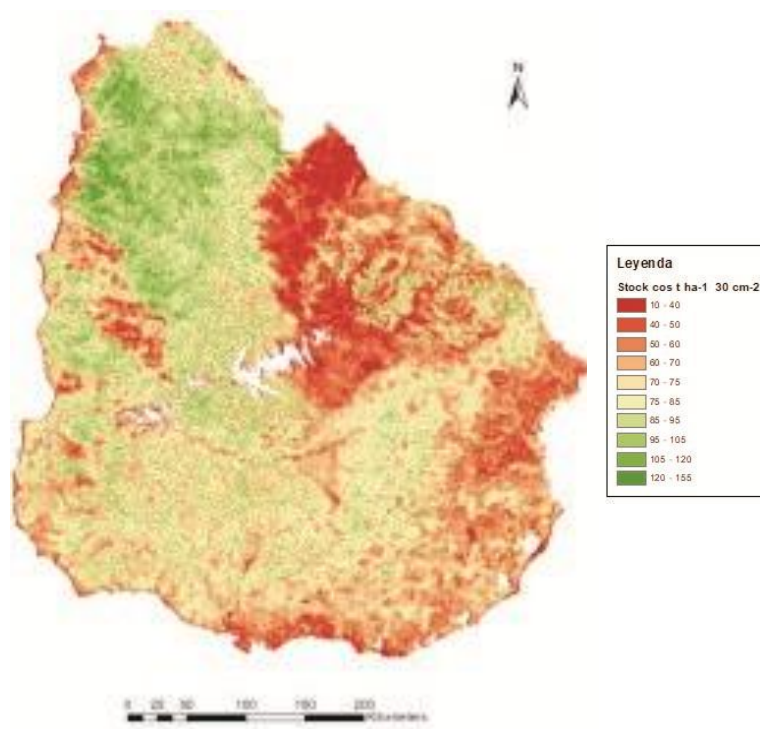 N
Leyenda
Stock cos t ha-1 30 cm-2
10 - 40
40 - 50
50 - 60
60 - 70
70 - 75
75 - 85
85 - 95
95 - 105
105 - 120
120 - 155
0 25 50 100 150 200
Kilometers